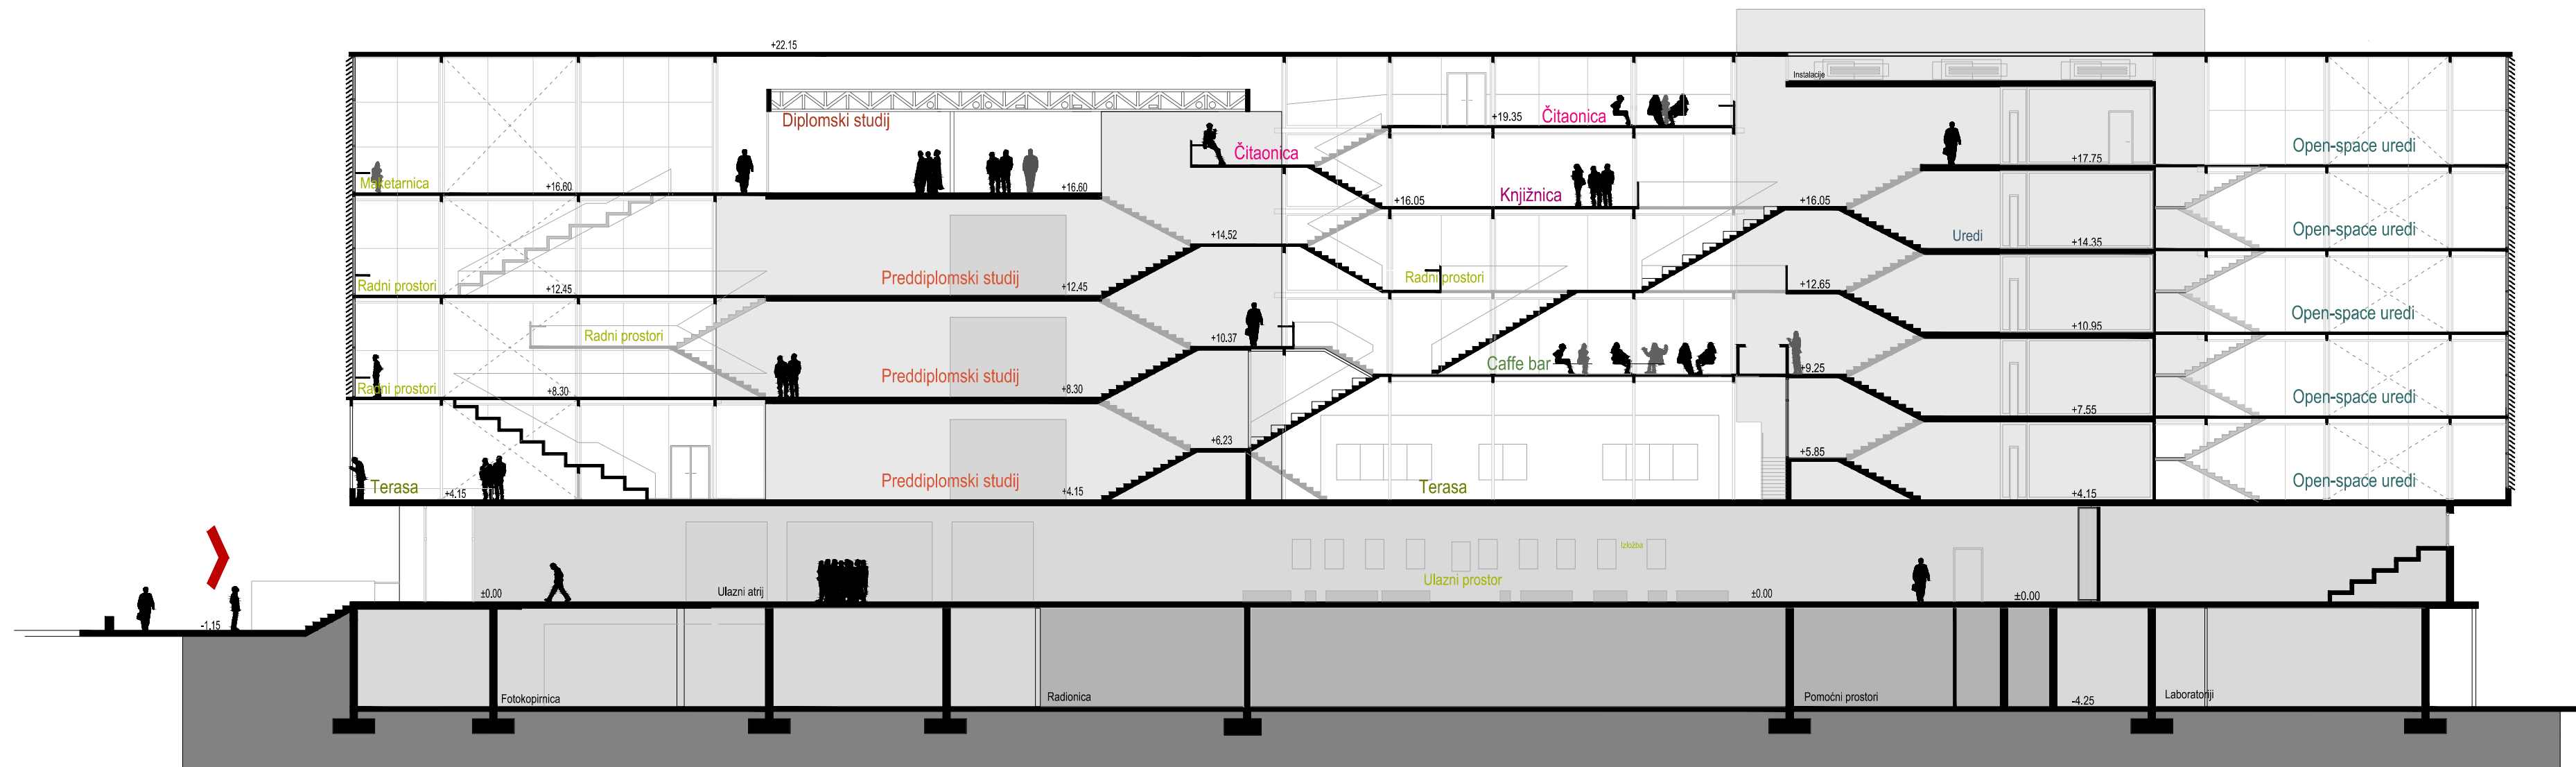 +22.15
Instalacije
Diplomski studij
+19.35
Čitaonica
Čitaonica
Open-space uredi
+17.75
Maketarnica
+16.60
+16.60
Knjižnica
+16.05
+16.05
Open-space uredi
+14.52
Uredi
+14.35
Preddiplomski studij
Radni prostori
Radni prostori
+12.45
+12.45
+12.65
Open-space uredi
+10.95
Radni prostori
+10.37
Caffe bar
+9.25
Preddiplomski studij
Radni prostori
+8.30
+8.30
Open-space uredi
+7.55
+6.23
+5.85
Preddiplomski studij
Open-space uredi
Terasa
Terasa
+4.15
+4.15
+4.15
Izložba
Ulazni prostor
Ulazni atrij
±0.00
±0.00
±0.00
-1.15
Fotokopirnica
Radionica
Pomoćni prostori
-4.25
Laboratoriji